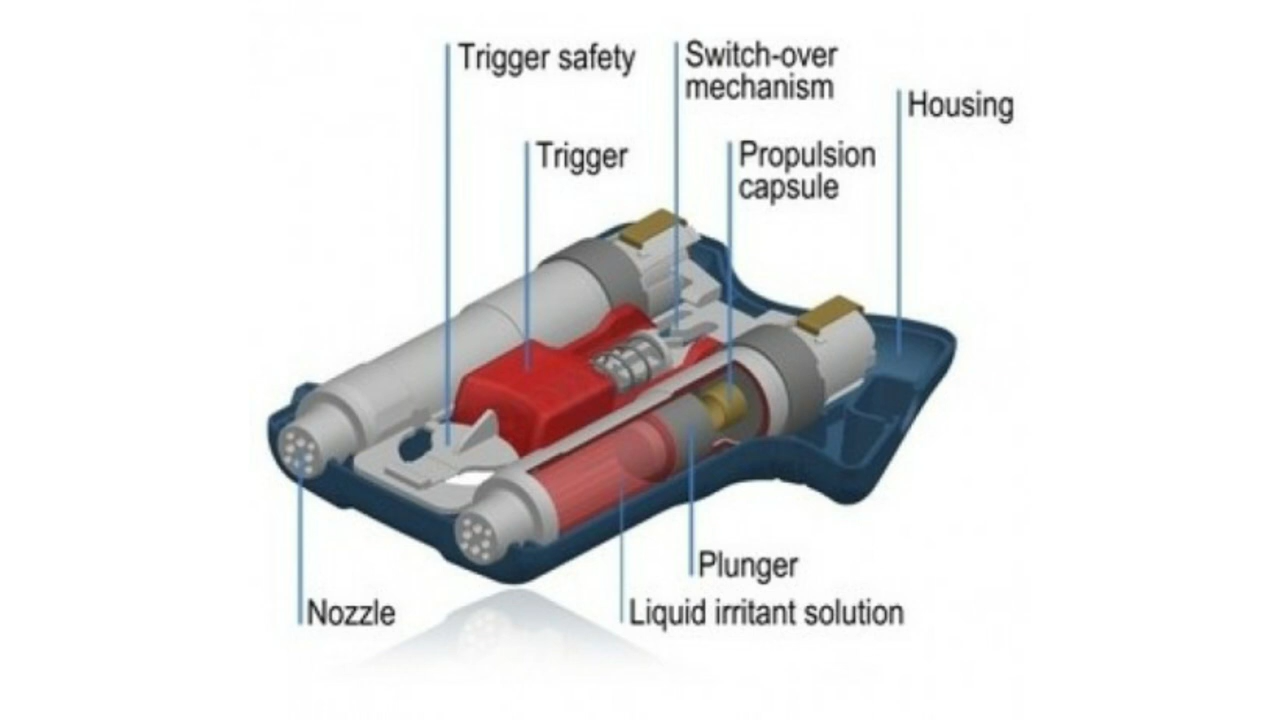 Trigger safety
Switch-over
mechanism
Housing
Trigger
Propulsion
capsule
Plunger
Nozzle
Liquid irritant solution